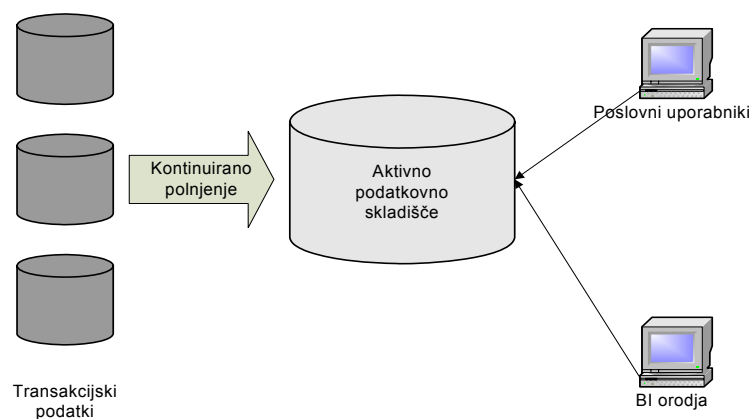 Poslovni uporabniki
Kontinuirano
polnjenje
Aktivno
podatkovno
skladišče
Transakcijski
podatki
BI orodja